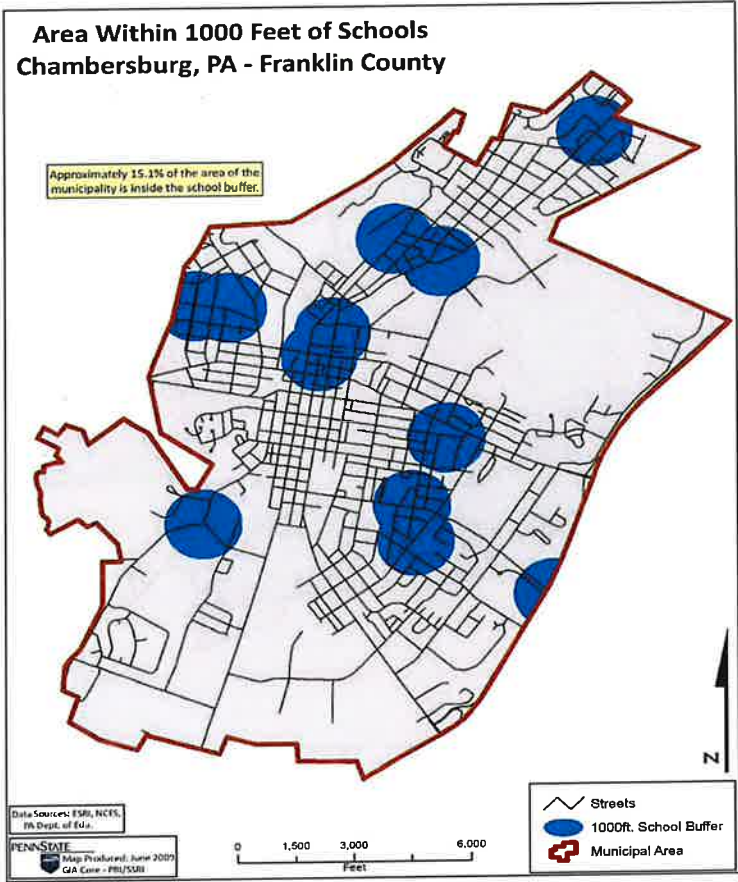 Area Within 1000 Feet of Schools
Chambersburg, PA - Franklin County
Approximately 15.1% of the area of the
municipality is inside the school buffer.
N
Streets
1000ft. School Buffer
Municipal Area
Data Sources: ESRI, NCES,
PA Dept. of Edu.
PENNSTATE
Map Produced: June 2009
GIA Core - PRI/SSRI
0 1,500 3,000 6,000
Feet